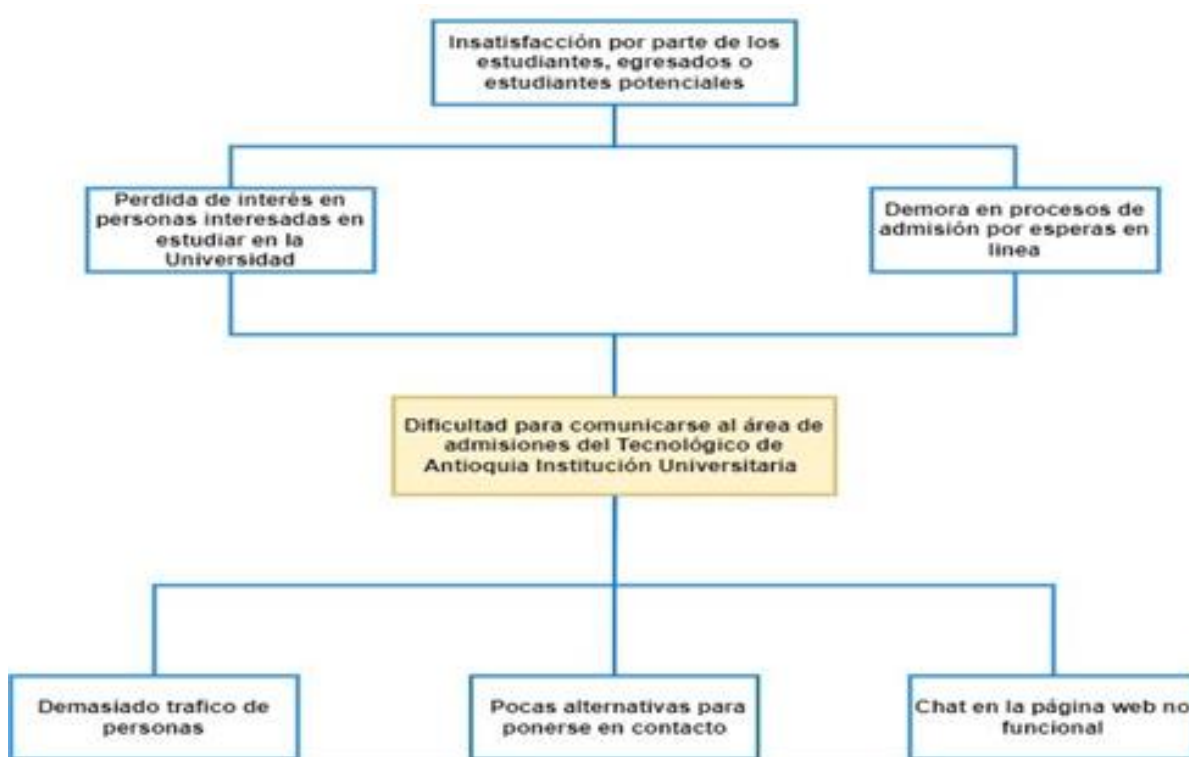 Insatisfacción por parte de los
estudiantes, egresados o
estudiantes potenciales
Perdida de interés en
personas interesadas en
estudiar en la
Universidad
Demora en procesos de
admisión por esperas en
linea
Dificultad para comunicarse al área de
admisiones del Tecnológico de
Antioquia Institución Universitaria
Demasiado trafico de
personas
Pocas alternativas para
ponerse en contacto
Chat en la página web no
funcional